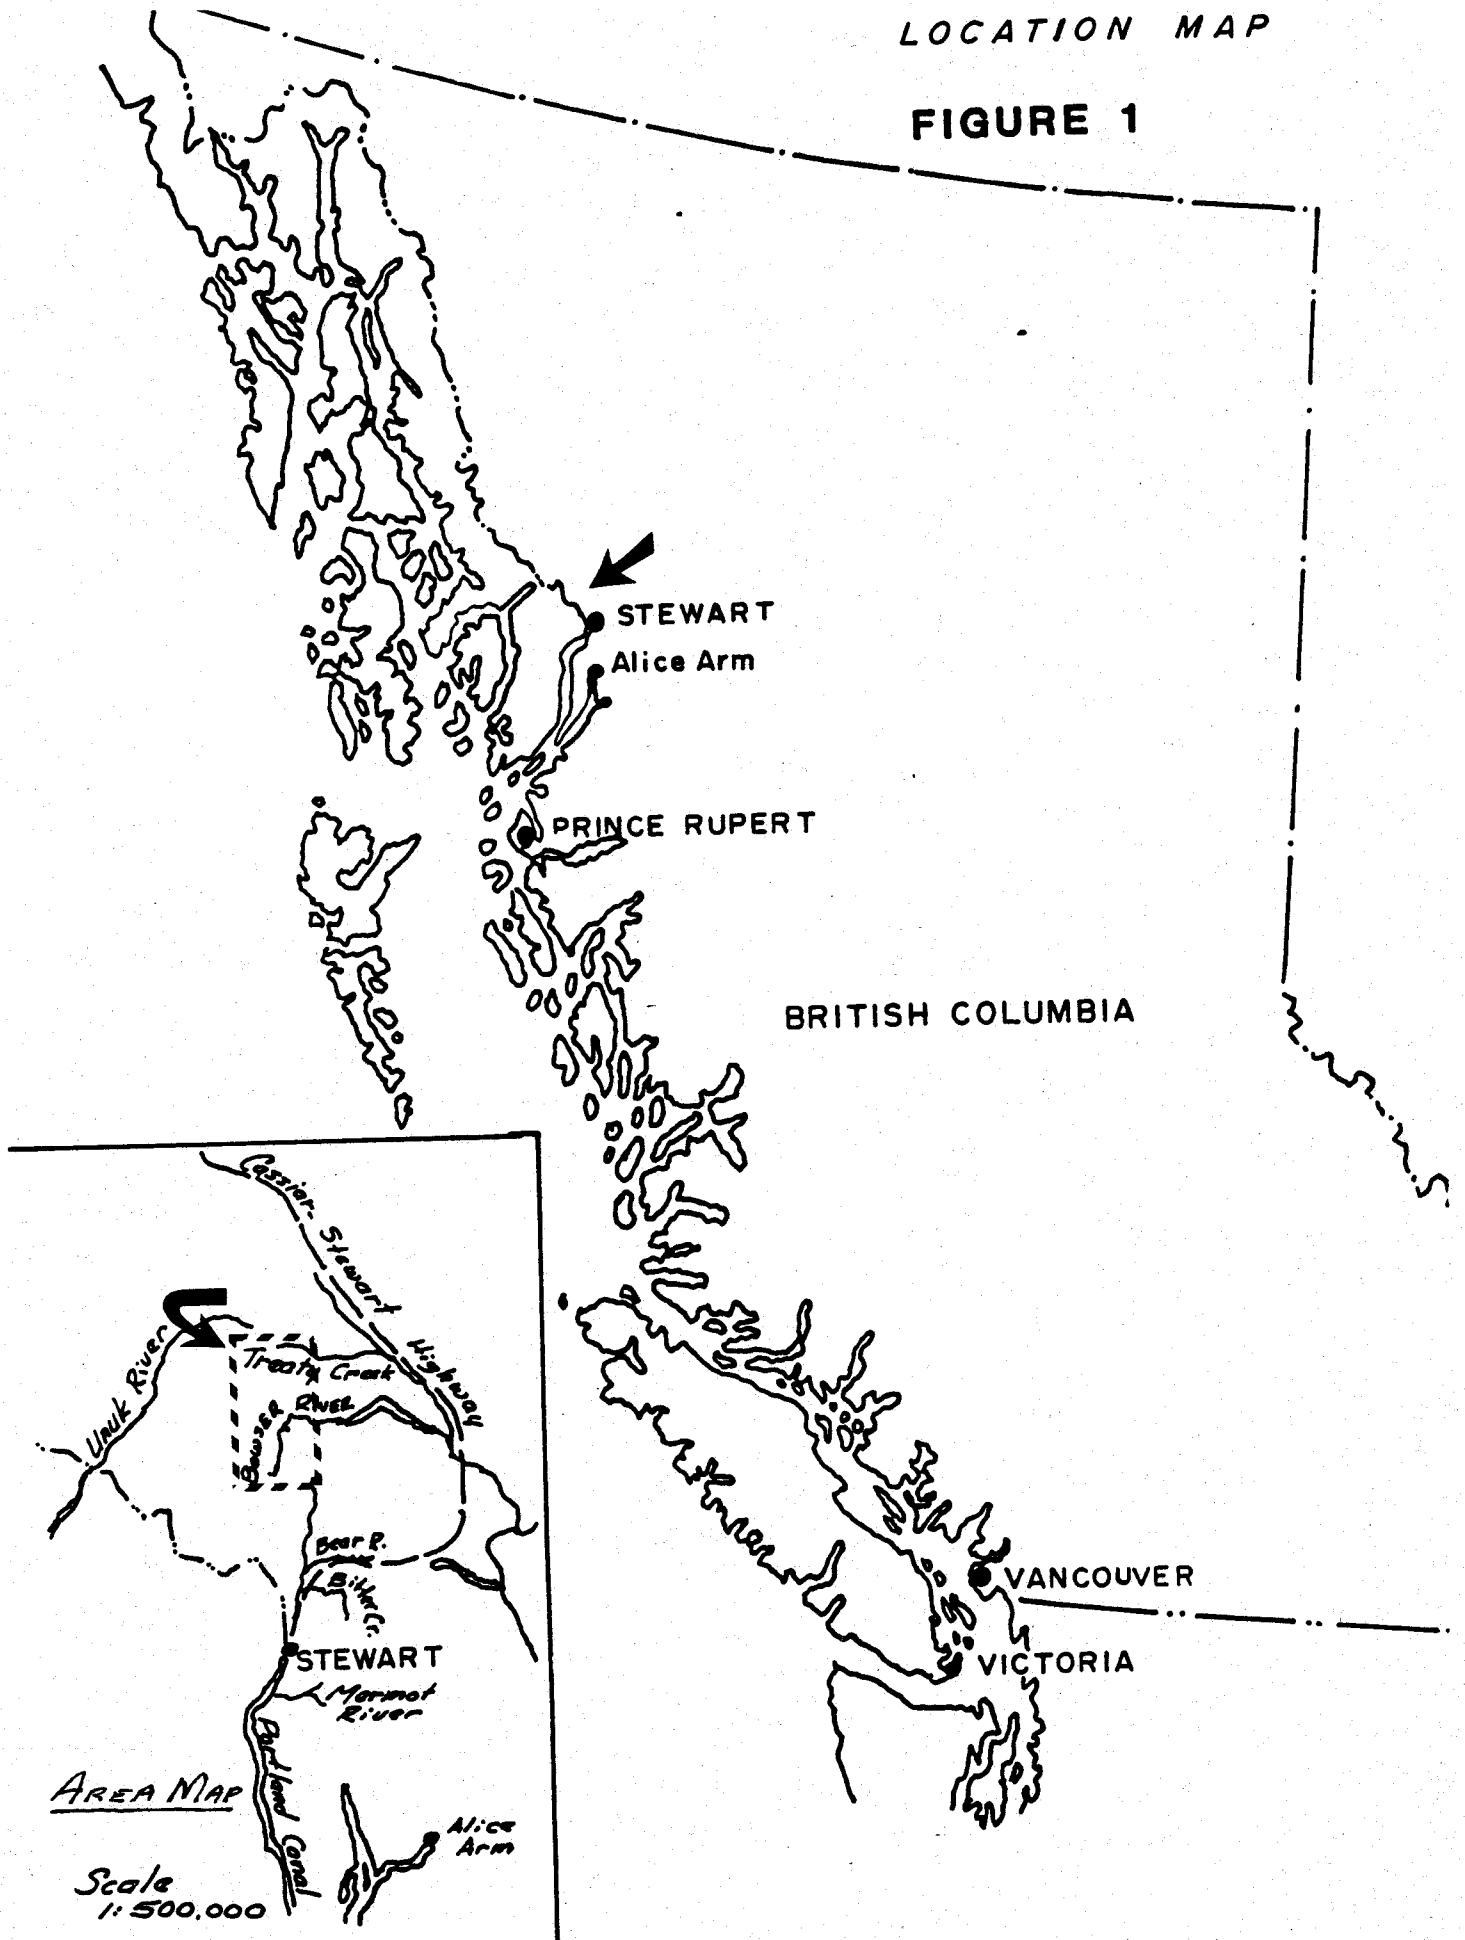 LOCATION MAP
FIGURE 1
STEWART
Alice Arm
PRINCE RUPERT
BRITISH COLUMBIA
VANCOUVER
VICTORIA
Cassiar-Stewart Highway
Unuk River
Treaty Creek
BOWSER RIVER
Bear R.
Bitter Cr.
STEWART
Marmot
River
Portland Canal
AREA MAP
Alice
Arm
Scale
1:500,000